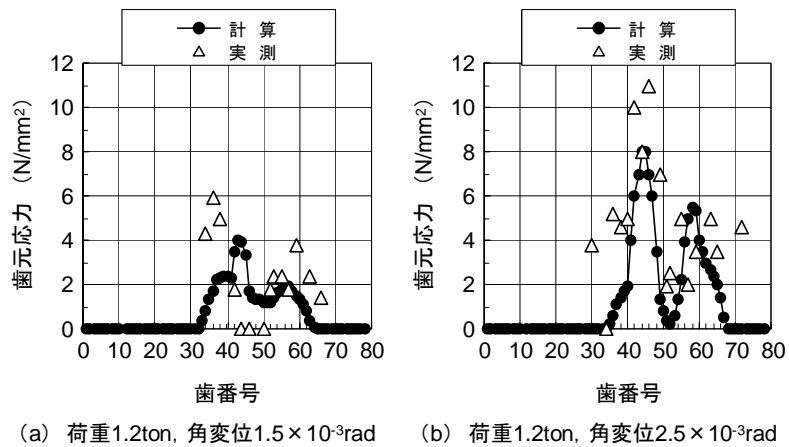 計 算
実 測
12
10
8
6
4
2
0
歯元応力 (N/mm²)
0 10 20 30 40 50 60 70 80
歯番号
(a) 荷重1.2ton, 角変位1.5×10⁻³rad
計 算
実 測
12
10
8
6
4
2
0
歯元応力 (N/mm²)
0 10 20 30 40 50 60 70 80
歯番号
(b) 荷重1.2ton, 角変位2.5×10⁻³rad